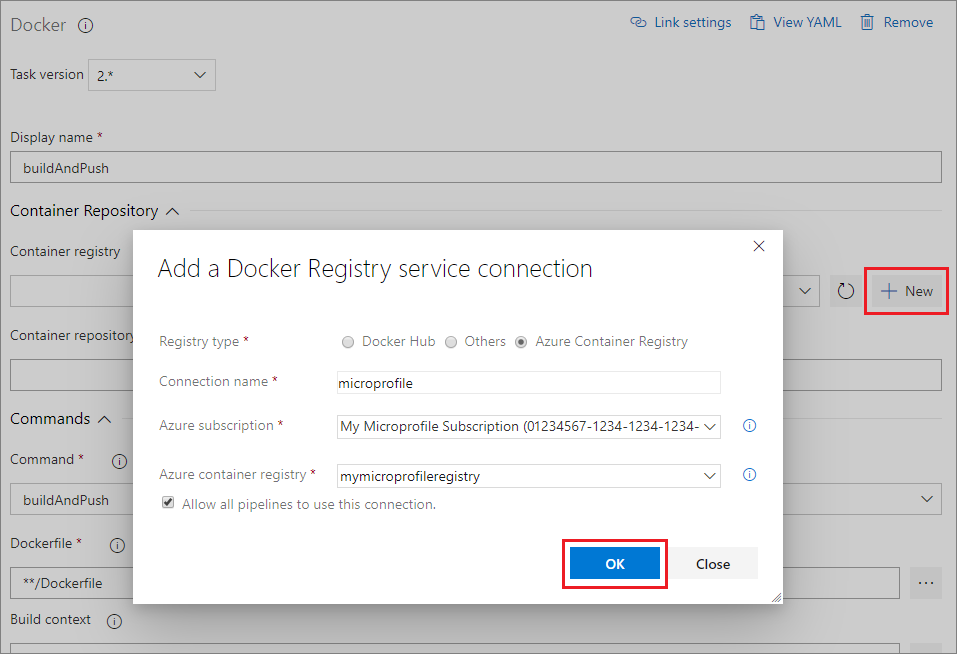 Docker
Link settings View YAML Remove
Task version 2.*
Display name *
buildAndPush
Container Repository
Container registry
New
Container repository
Commands
Command *
buildAndPush
Dockerfile *
**/Dockerfile
...
Build context
Add a Docker Registry service connection
Registry type * Docker Hub Others Azure Container Registry
Connection name * microprofile
Azure subscription * My Microprofile Subscription (01234567-1234-1234-1234-
Azure container registry * mymicroprofileregistry
Allow all pipelines to use this connection.
OK Close